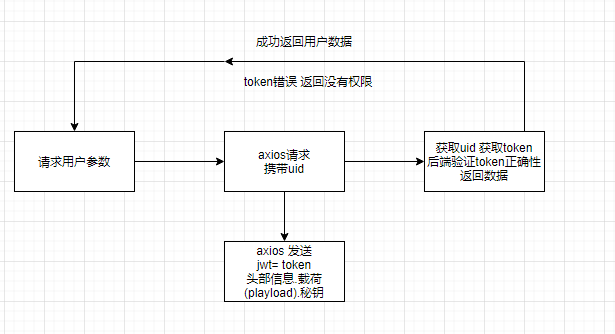 成功返回用户数据
token错误 返回没有权限
请求用户参数
axios请求
携带uid
获取uid 获取token
后端验证token正确性
返回数据
axios 发送
jwt= token
头部信息.载荷
(playload).秘钥